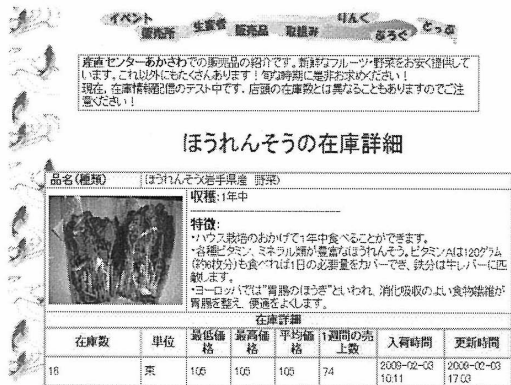 イベント 販売所 生産者 販売品 取組み りんく ぶろぐ とっぷ
産直センターあかさわでの販売品の紹介です。新鮮なフルーツ・野菜をお安く提供して
います。これ以外にもたくさんあります！旬な時期に是非お求めください！
現在、在庫情報配信のテスト中です。店頭の在庫数とは異なることもありますのでご注
意ください！
ほうれんそうの在庫詳細
品名(種類) ほうれんそう(岩手県産 野菜)
収穫:1年中
特徴:
・ハウス栽培のおかげで1年中食べることができます。
・各種ビタミン、ミネラル類が豊富なほうれんそう。ビタミンAは120グラム
(約6枚分)も食べれば1日の必要量をカバーでき、鉄分は牛レバーに匹
敵します。
・ヨーロッパでは"胃腸のほうき"といわれ、消化吸収のよい食物繊維が
胃腸を整え、便通をよくします。
在庫詳細
在庫数 単位 最低価格 最高価格 平均価格 1週間の売上数 入荷時間 更新時間
16 束 105 105 105 74 2009-02-03 10:11 2009-02-03 17:03